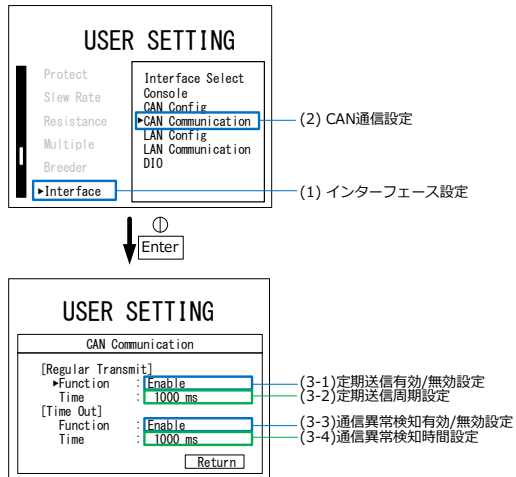 USER SETTING
Protect
Slew Rate
Resistance
Multiple
Breeder
▶Interface
Interface Select
Console
CAN Config
▶CAN Communication
LAN Config
LAN Communication
DIO
(2) CAN通信設定
(1) インターフェース設定
Enter
USER SETTING
CAN Communication
[Regular Transmit]
▶Function : Enable
Time : 1000 ms
[Time Out]
Function : Enable
Time : 1000 ms
Return
(3-1)定期送信有効/無効設定
(3-2)定期送信周期設定
(3-3)通信異常検知有効/無効設定
(3-4)通信異常検知時間設定